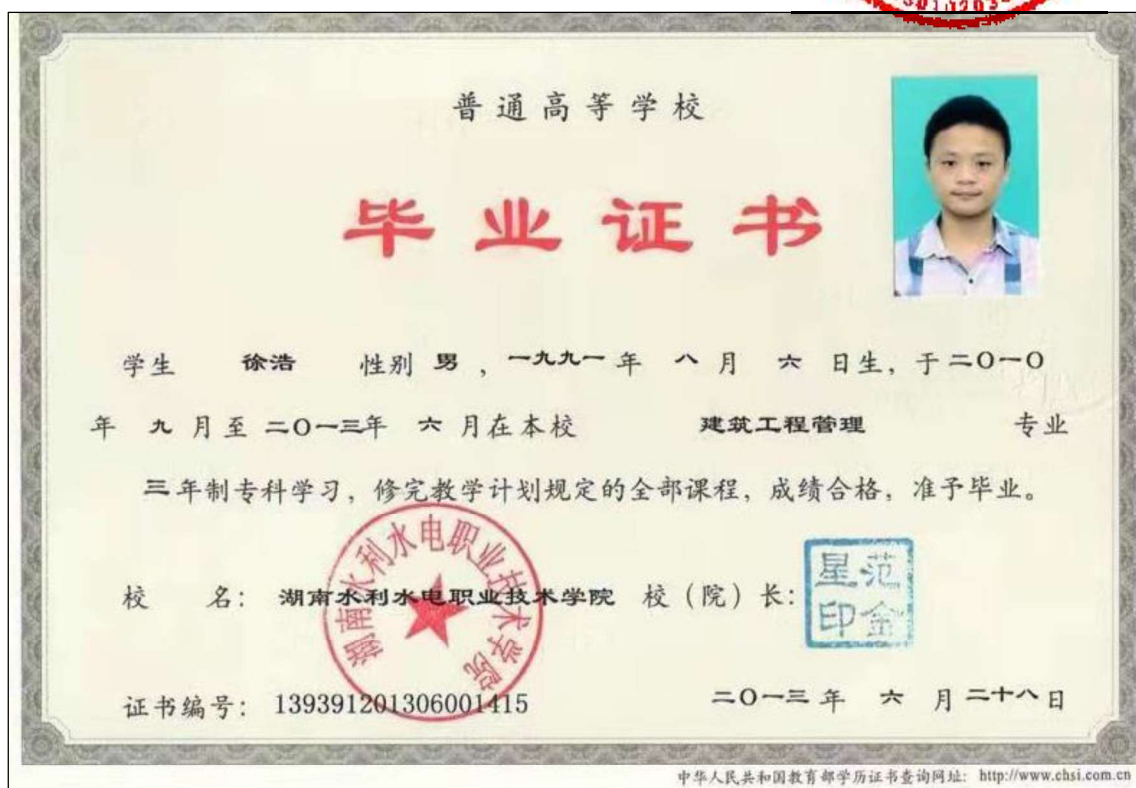 普通高等学校
毕业证书
学生 徐浩 性别 男，一九九一 年 八 月 六 日生，于二〇一〇
年 九 月至 二〇一三年 六 月在本校 建筑工程管理 专业
三年制专科学习，修完教学计划规定的全部课程，成绩合格，准予毕业。
校 名： 湖南水利水电职业技术学院 校（院）长：
范金星印
湖南水利水电职业技术学院
证书编号： 139391201306001415 二〇一三 年 六 月 二十八日
中华人民共和国教育部学历证书查询网址： http://www.chsi.com.cn